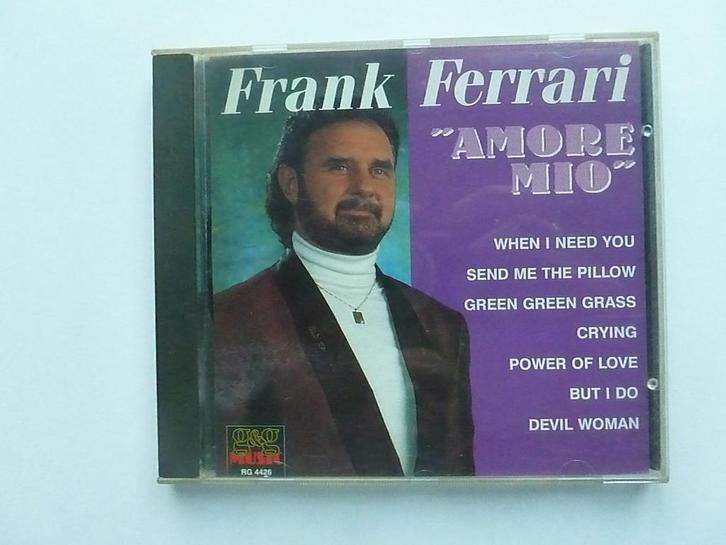 Frank Ferrari
"AMORE
MIO"
WHEN I NEED YOU
SEND ME THE PILLOW
GREEN GREEN GRASS
CRYING
POWER OF LOVE
BUT I DO
DEVIL WOMAN
g&g
MUSIC
RG 4426